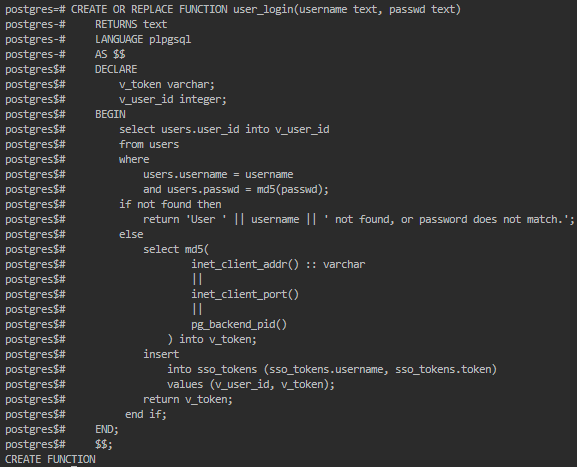 postgres=# CREATE OR REPLACE FUNCTION user_login(username text, passwd text)
postgres-#     RETURNS text
postgres-#     LANGUAGE plpgsql
postgres-#     AS $$
postgres$#     DECLARE
postgres$#         v_token varchar;
postgres$#         v_user_id integer;
postgres$#     BEGIN
postgres$#         select users.user_id into v_user_id
postgres$#         from users
postgres$#         where
postgres$#             users.username = username
postgres$#             and users.passwd = md5(passwd);
postgres$#         if not found then
postgres$#             return 'User ' || username || ' not found, or password does not match.';
postgres$#         else
postgres$#             select md5(
postgres$#                     inet_client_addr() :: varchar
postgres$#                     ||
postgres$#                     inet_client_port()
postgres$#                     ||
postgres$#                     pg_backend_pid()
postgres$#                 ) into v_token;
postgres$#             insert
postgres$#                 into sso_tokens (sso_tokens.username, sso_tokens.token)
postgres$#                 values (v_user_id, v_token);
postgres$#             return v_token;
postgres$#          end if;
postgres$#     END;
postgres$#     $$;
CREATE FUNCTION